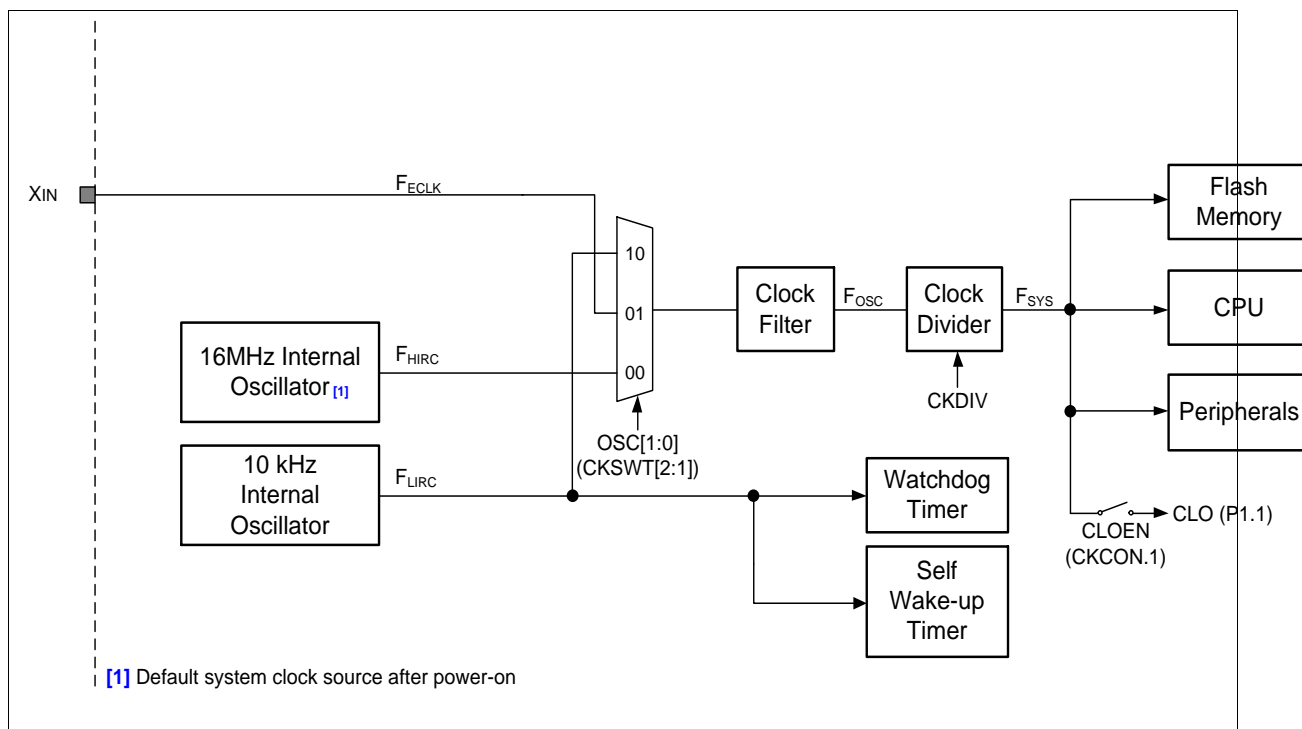 XIN
FECLK
10
01
00
16MHz Internal
Oscillator[1]
FHIRC
10 kHz
Internal
Oscillator
FLIRC
OSC[1:0]
(CKSWT[2:1])
Clock
Filter
FOSC
Clock
Divider
CKDIV
FSYS
Flash
Memory
CPU
Peripherals
CLOEN
(CKCON.1)
CLO (P1.1)
Watchdog
Timer
Self
Wake-up
Timer
[1] Default system clock source after power-on